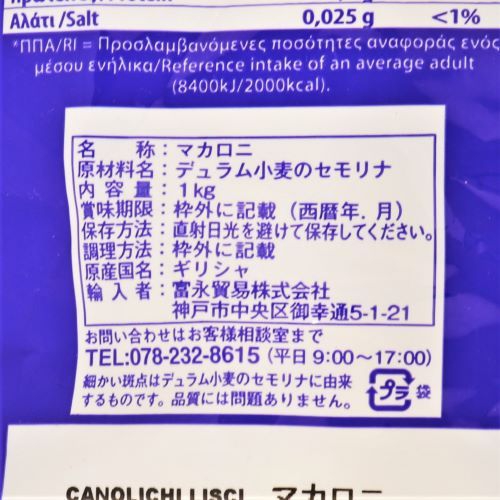 Αλάτι /Salt 0,025 g <1%
*ΠΠΑ/RI = Προσλαμβανόμενες ποσότητες αναφοράς ενός
μέσου ενήλικα/Reference intake of an average adult
(8400kJ/2000kcal).
名 称：マカロニ
原材料名：デュラム小麦のセモリナ
内 容 量：1kg
賞味期限：枠外に記載（西暦年. 月）
保存方法：直射日光を避けて保存してください。
調理方法：枠外に記載
原産国名：ギリシャ
輸 入 者：富永貿易株式会社
神戸市中央区御幸通5-1-21
お問い合わせはお客様相談室まで
TEL:078-232-8615 (平日 9:00～17:00)
細かい斑点はデュラム小麦のセモリナに由来
するものです。品質には問題ありません。
プラ 袋
CANOLICHI LISCI マカロニ